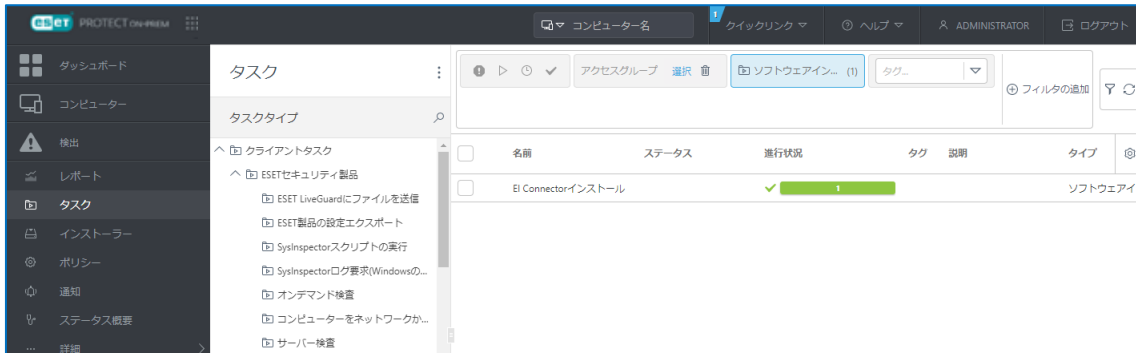 eset PROTECT ON-PREM
コンピューター名
1
クイックリンク
ヘルプ
ADMINISTRATOR
ログアウト
ダッシュボード
コンピューター
検出
レポート
タスク
インストーラー
ポリシー
通知
ステータス概要
詳細
タスク
タスクタイプ
クライアントタスク
ESETセキュリティ製品
ESET LiveGuardにファイルを送信
ESET製品の設定エクスポート
SysInspectorスクリプトの実行
SysInspectorログ要求(Windowsの...
オンデマンド検査
コンピューターをネットワークか...
サーバー検査
アクセスグループ 選択
ソフトウェアイン... (1)
タグ...
フィルタの追加
名前 ステータス 進行状況 タグ 説明 タイプ
EI Connectorインストール 1 ソフトウェアイ